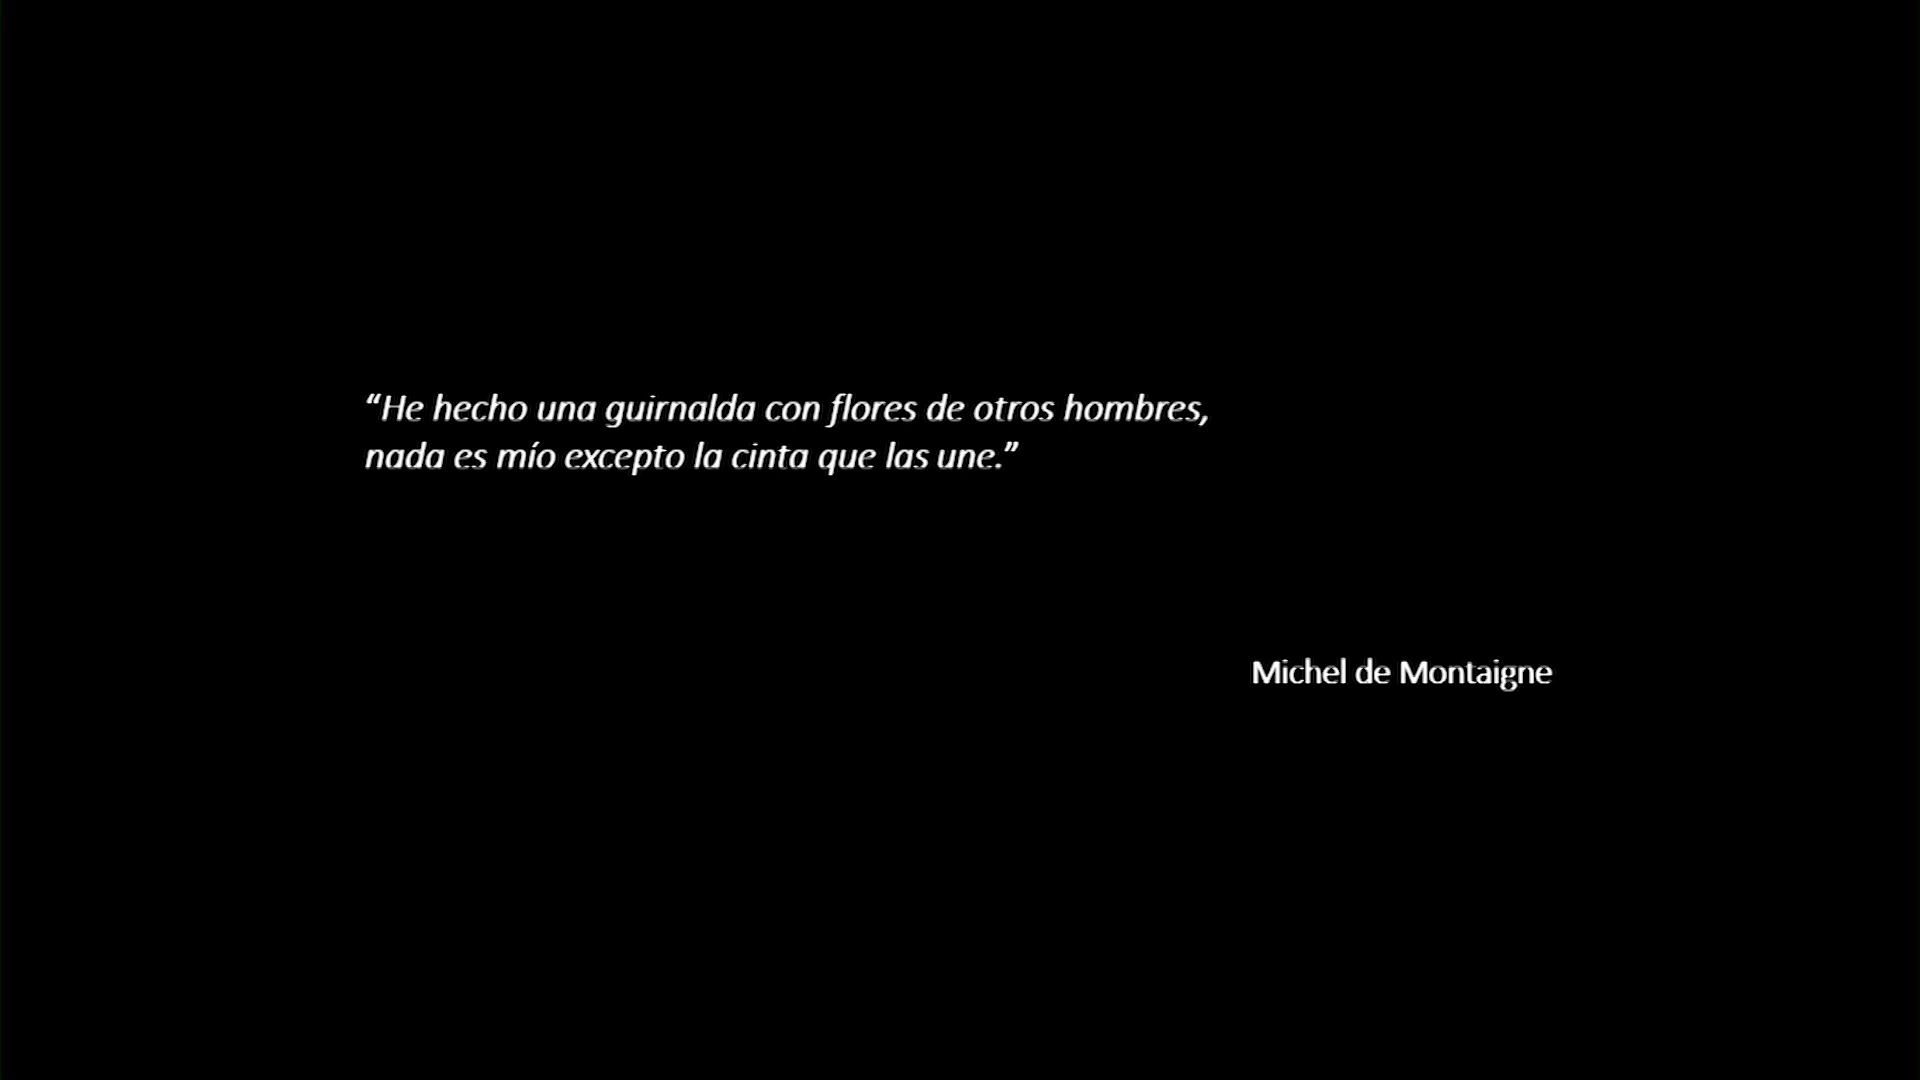 “He hecho una guirnalda con flores de otros hombres,
nada es mío excepto la cinta que las une.”
Michel de Montaigne